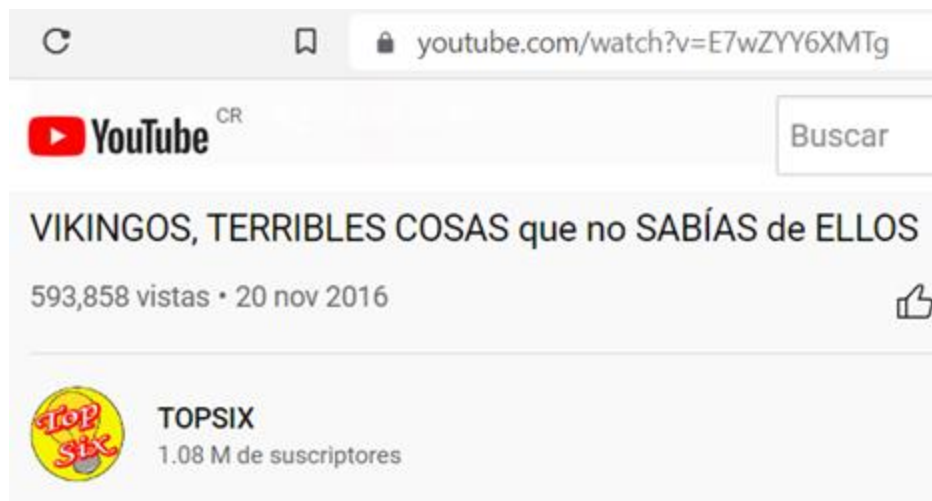 youtube.com/watch?v=E7wZYY6XMTg
YouTube CR
Buscar
VIKINGOS, TERRIBLES COSAS que no SABÍAS de ELLOS
593,858 vistas • 20 nov 2016
Top
Six
TOPSIX
1.08 M de suscriptores